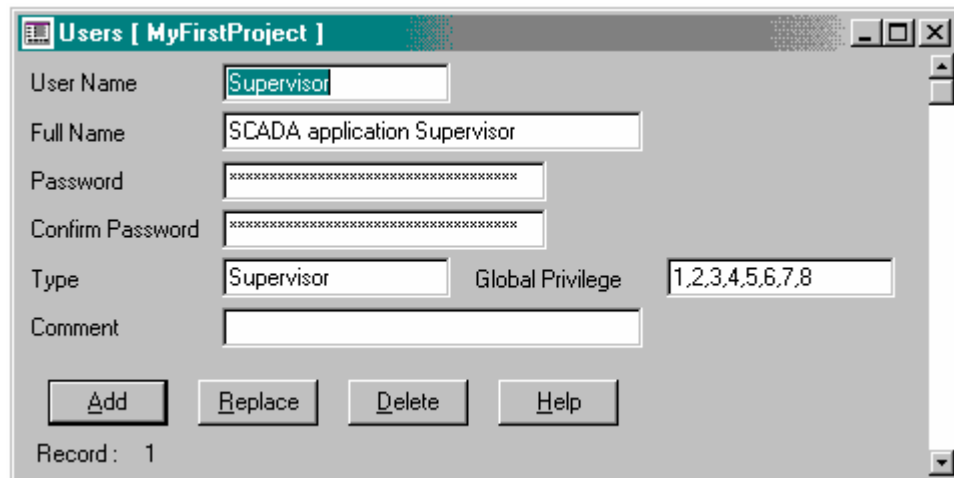 Users [ MyFirstProject ]
User Name Supervisor
Full Name SCADA application Supervisor
Password ************************************
Confirm Password ************************************
Type Supervisor Global Privilege 1,2,3,4,5,6,7,8
Comment
Add Replace Delete Help
Record : 1